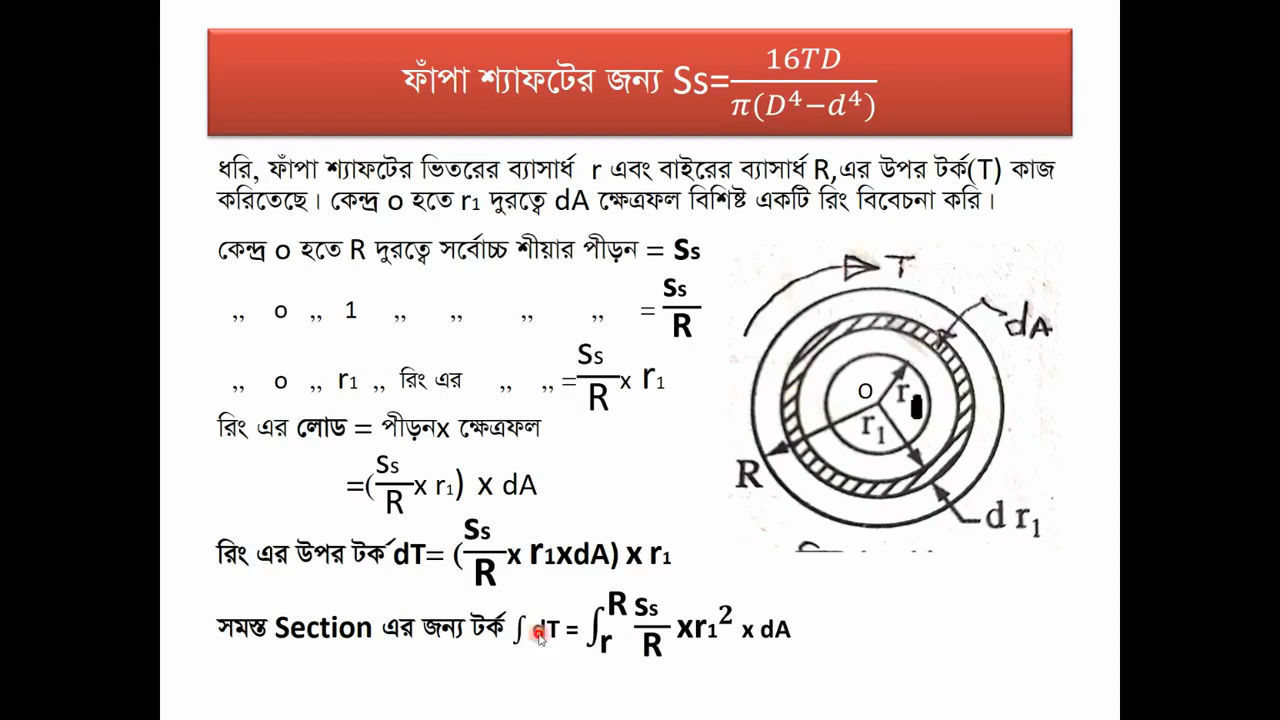 ফাঁপা শ্যাফটের জন্য Ss=16TD/π(D⁴−d⁴)
ধরি, ফাঁপা শ্যাফটের ভিতরের ব্যাসার্ধ r এবং বাইরের ব্যাসার্ধ R,এর উপর টর্ক(T) কাজ
করিতেছে। কেন্দ্র o হতে r₁ দুরত্বে dA ক্ষেত্রফল বিশিষ্ট একটি রিং বিবেচনা করি।
কেন্দ্র o হতে R দুরত্বে সর্বোচ্চ শীয়ার পীড়ন = Ss
,, o ,, 1 ,, ,, ,, ,, = Ss/R
,, o ,, r₁ ,, রিং এর ,, ,, = Ss/R x r₁
রিং এর লোড = পীড়নx ক্ষেত্রফল
=(Ss/R x r₁) x dA
রিং এর উপর টর্ক dT= (Ss/R x r₁xdA) x r₁
সমস্ত Section এর জন্য টর্ক ∫ dT = ∫ᵣᴿ Ss/R xr₁² x dA
T
dA
O
r
r₁
R
d r₁